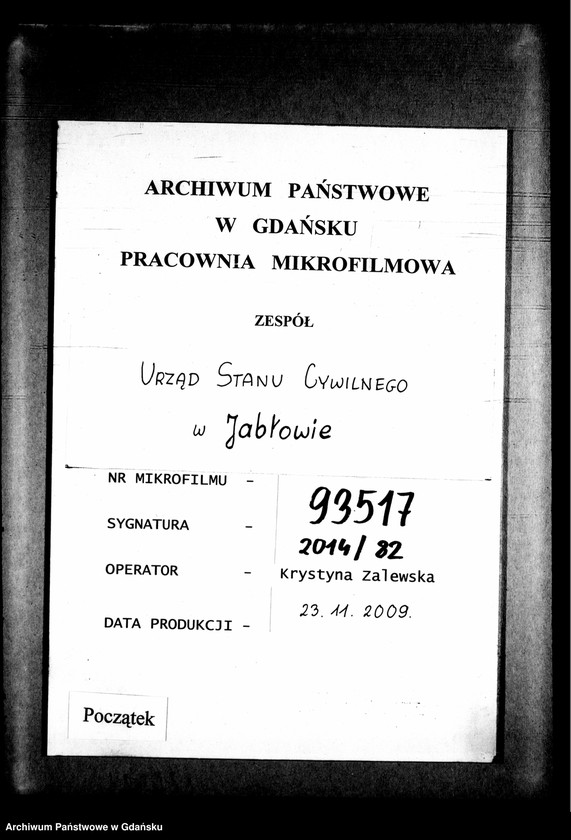 ARCHIWUM PAŃSTWOWE
W GDAŃSKU
PRACOWNIA MIKROFILMOWA
ZESPÓŁ
URZĄD STANU CYWILNEGO
w Jabłowie
NR MIKROFILMU - 93517
SYGNATURA - 2014/82
OPERATOR - Krystyna Zalewska
DATA PRODUKCJI - 23. 11. 2009.
Początek
Archiwum Państwowe w Gdańsku